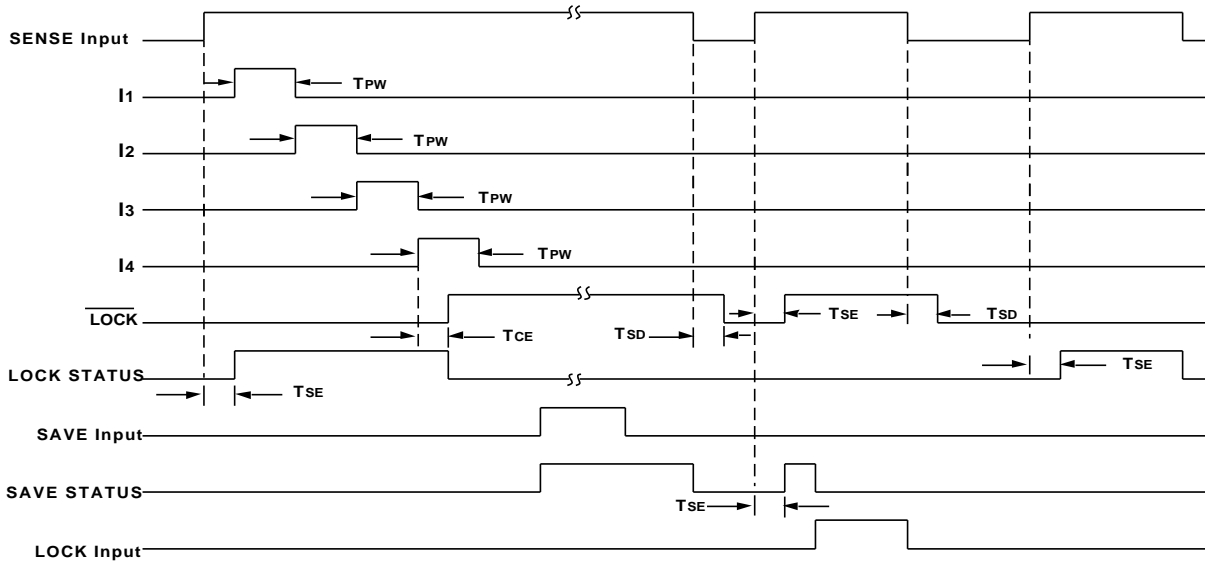 SENSE Input
I1
TPW
I2
TPW
I3
TPW
I4
TPW
LOCK
TCE
TSD
TSE
TSD
LOCK STATUS
TSE
TSE
SAVE Input
SAVE STATUS
TSE
LOCK Input